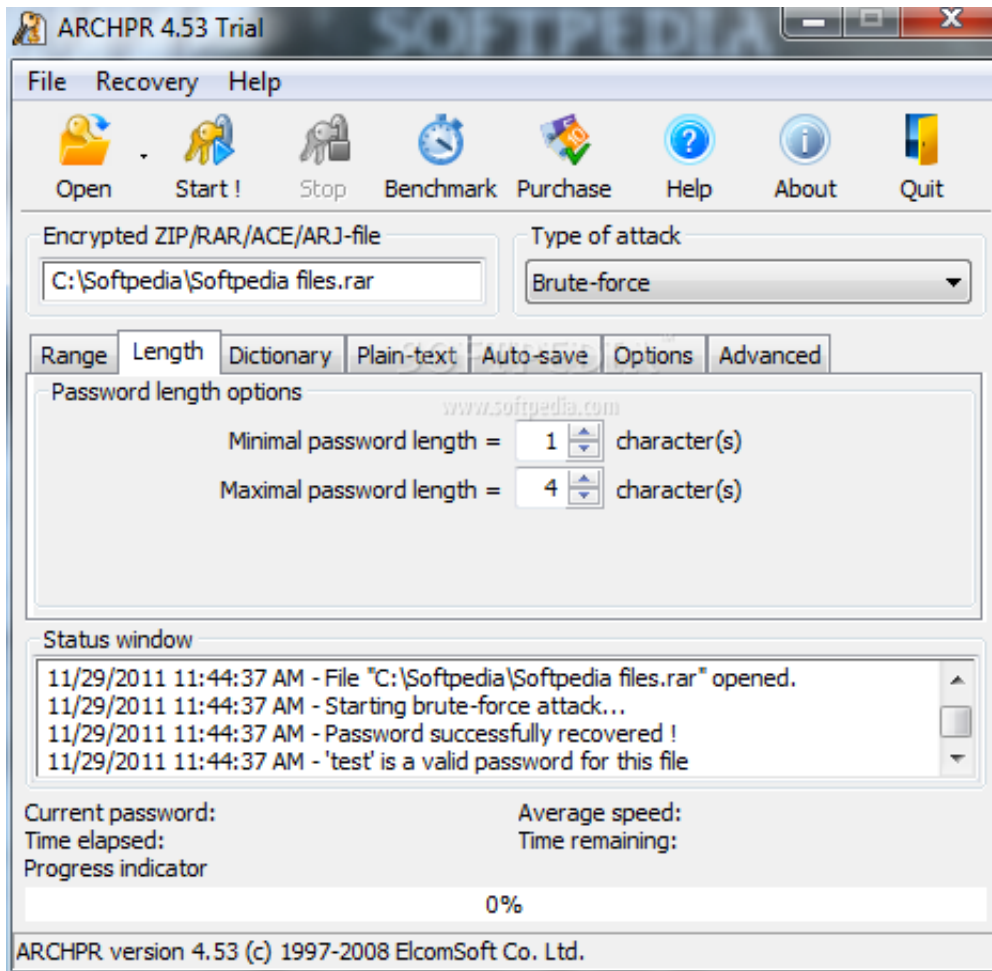 ARCHPR 4.53 Trial
SOFTPEDIA
File Recovery Help
Open Start ! Stop Benchmark Purchase Help About Quit
Encrypted ZIP/RAR/ACE/ARJ-file Type of attack
C:\Softpedia\Softpedia files.rar Brute-force
Range Length Dictionary Plain-text Auto-save Options Advanced
SOFTPEDIA™
Password length options
www.softpedia.com
Minimal password length = 1 character(s)
Maximal password length = 4 character(s)
Status window
11/29/2011 11:44:37 AM - File "C:\Softpedia\Softpedia files.rar" opened.
11/29/2011 11:44:37 AM - Starting brute-force attack...
11/29/2011 11:44:37 AM - Password successfully recovered !
11/29/2011 11:44:37 AM - 'test' is a valid password for this file
Current password: Average speed:
Time elapsed: Time remaining:
Progress indicator
0%
ARCHPR version 4.53 (c) 1997-2008 ElcomSoft Co. Ltd.